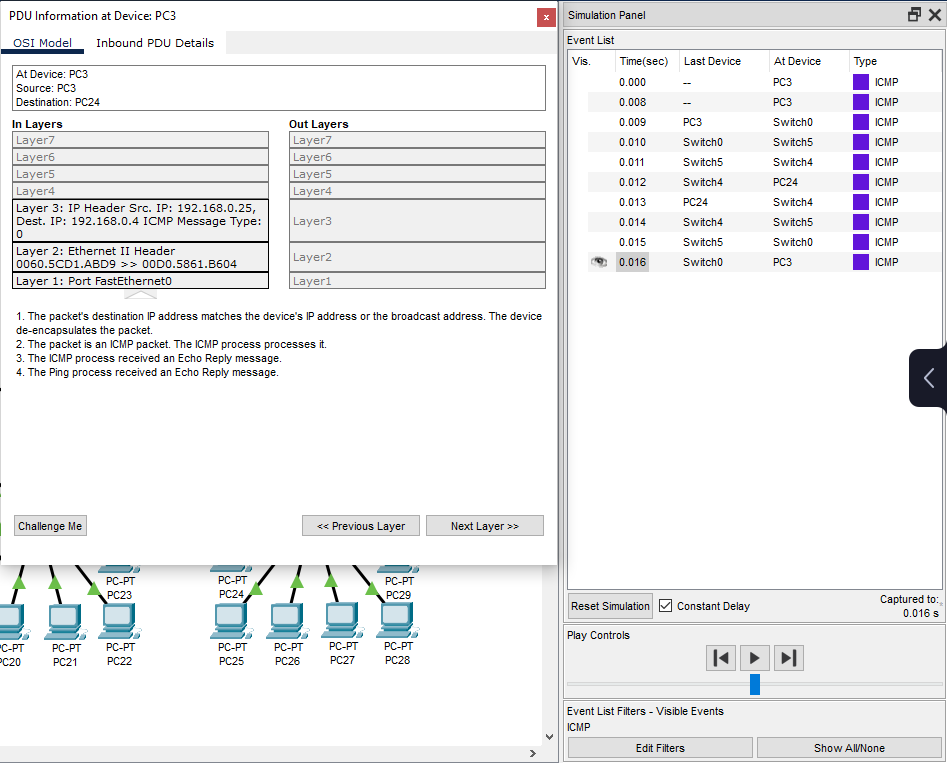 PDU Information at Device: PC3
x
OSI Model
Inbound PDU Details
At Device: PC3
Source: PC3
Destination: PC24
In Layers
Layer7
Layer6
Layer5
Layer4
Layer 3: IP Header Src. IP: 192.168.0.25,
Dest. IP: 192.168.0.4 ICMP Message Type:
0
Layer 2: Ethernet II Header
0060.5CD1.ABD9 >> 00D0.5861.B604
Layer 1: Port FastEthernet0
Out Layers
Layer7
Layer6
Layer5
Layer4
Layer3
Layer2
Layer1
1. The packet's destination IP address matches the device's IP address or the broadcast address. The device
de-encapsulates the packet.
2. The packet is an ICMP packet. The ICMP process processes it.
3. The ICMP process received an Echo Reply message.
4. The Ping process received an Echo Reply message.
Challenge Me
<< Previous Layer
Next Layer >>
PC-PT
PC23
PC-PT
PC24
PC-PT
PC29
PC-PT
PC20
PC-PT
PC21
PC-PT
PC22
PC-PT
PC25
PC-PT
PC26
PC-PT
PC27
PC-PT
PC28
Simulation Panel
Event List
Vis. Time(sec) Last Device At Device Type
0.000 -- PC3 ICMP
0.008 -- PC3 ICMP
0.009 PC3 Switch0 ICMP
0.010 Switch0 Switch5 ICMP
0.011 Switch5 Switch4 ICMP
0.012 Switch4 PC24 ICMP
0.013 PC24 Switch4 ICMP
0.014 Switch4 Switch5 ICMP
0.015 Switch5 Switch0 ICMP
0.016 Switch0 PC3 ICMP
Reset Simulation
Constant Delay
Captured to:
0.016 s
Play Controls
Event List Filters - Visible Events
ICMP
Edit Filters
Show All/None